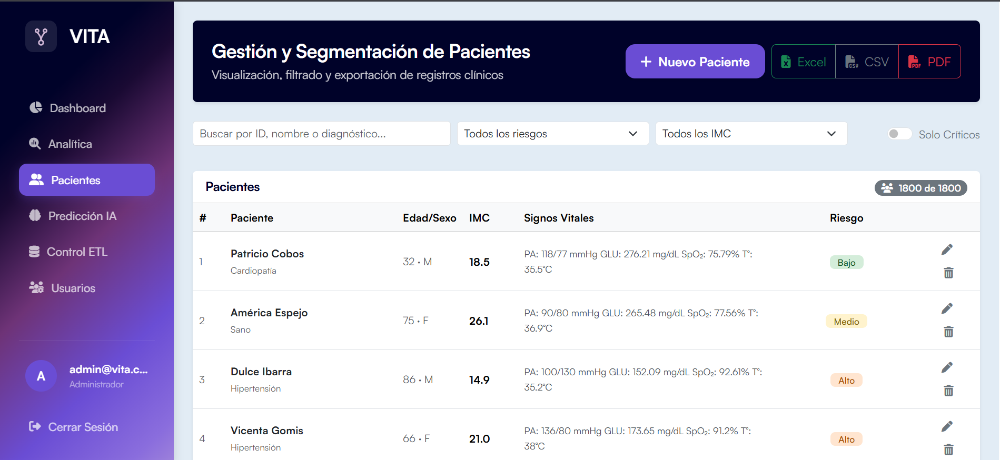 VITA
Dashboard
Analítica
Pacientes
Predicción IA
Control ETL
Usuarios
A
admin@vita.c...
Administrador
Cerrar Sesión
Gestión y Segmentación de Pacientes
Visualización, filtrado y exportación de registros clínicos
+ Nuevo Paciente
Excel
CSV
PDF
Buscar por ID, nombre o diagnóstico...
Todos los riesgos
Todos los IMC
Solo Críticos
Pacientes
1800 de 1800
# Paciente Edad/Sexo IMC Signos Vitales Riesgo
1 Patricio Cobos 32 • M 18.5 PA: 118/77 mmHg GLU: 276.21 mg/dL SpO₂: 75.79% T°: Bajo
Cardiopatía 35.5°C
2 América Espejo 75 • F 26.1 PA: 90/80 mmHg GLU: 265.48 mg/dL SpO₂: 77.56% T°: Medio
Sano 36.9°C
3 Dulce Ibarra 86 • M 14.9 PA: 100/130 mmHg GLU: 152.09 mg/dL SpO₂: 92.61% T°: Alto
Hipertensión 35.2°C
4 Vicenta Gomis 66 • F 21.0 PA: 136/80 mmHg GLU: 173.65 mg/dL SpO₂: 91.2% T°: Alto
Hipertensión 38°C